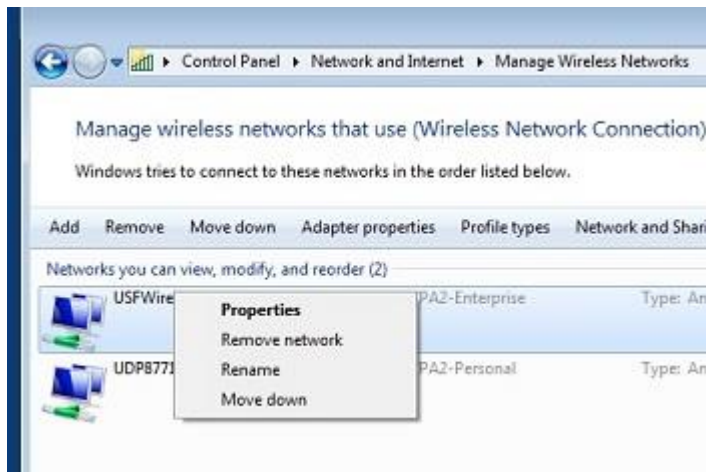 Control Panel ▸ Network and Internet ▸ Manage Wireless Networks
Manage wireless networks that use (Wireless Network Connection)
Windows tries to connect to these networks in the order listed below.
Add Remove Move down Adapter properties Profile types Network and Shari
Networks you can view, modify, and reorder (2)
USFWire PA2-Enterprise Type: An
Properties
Remove network
UDP8771 Rename PA2-Personal Type: An
Move down